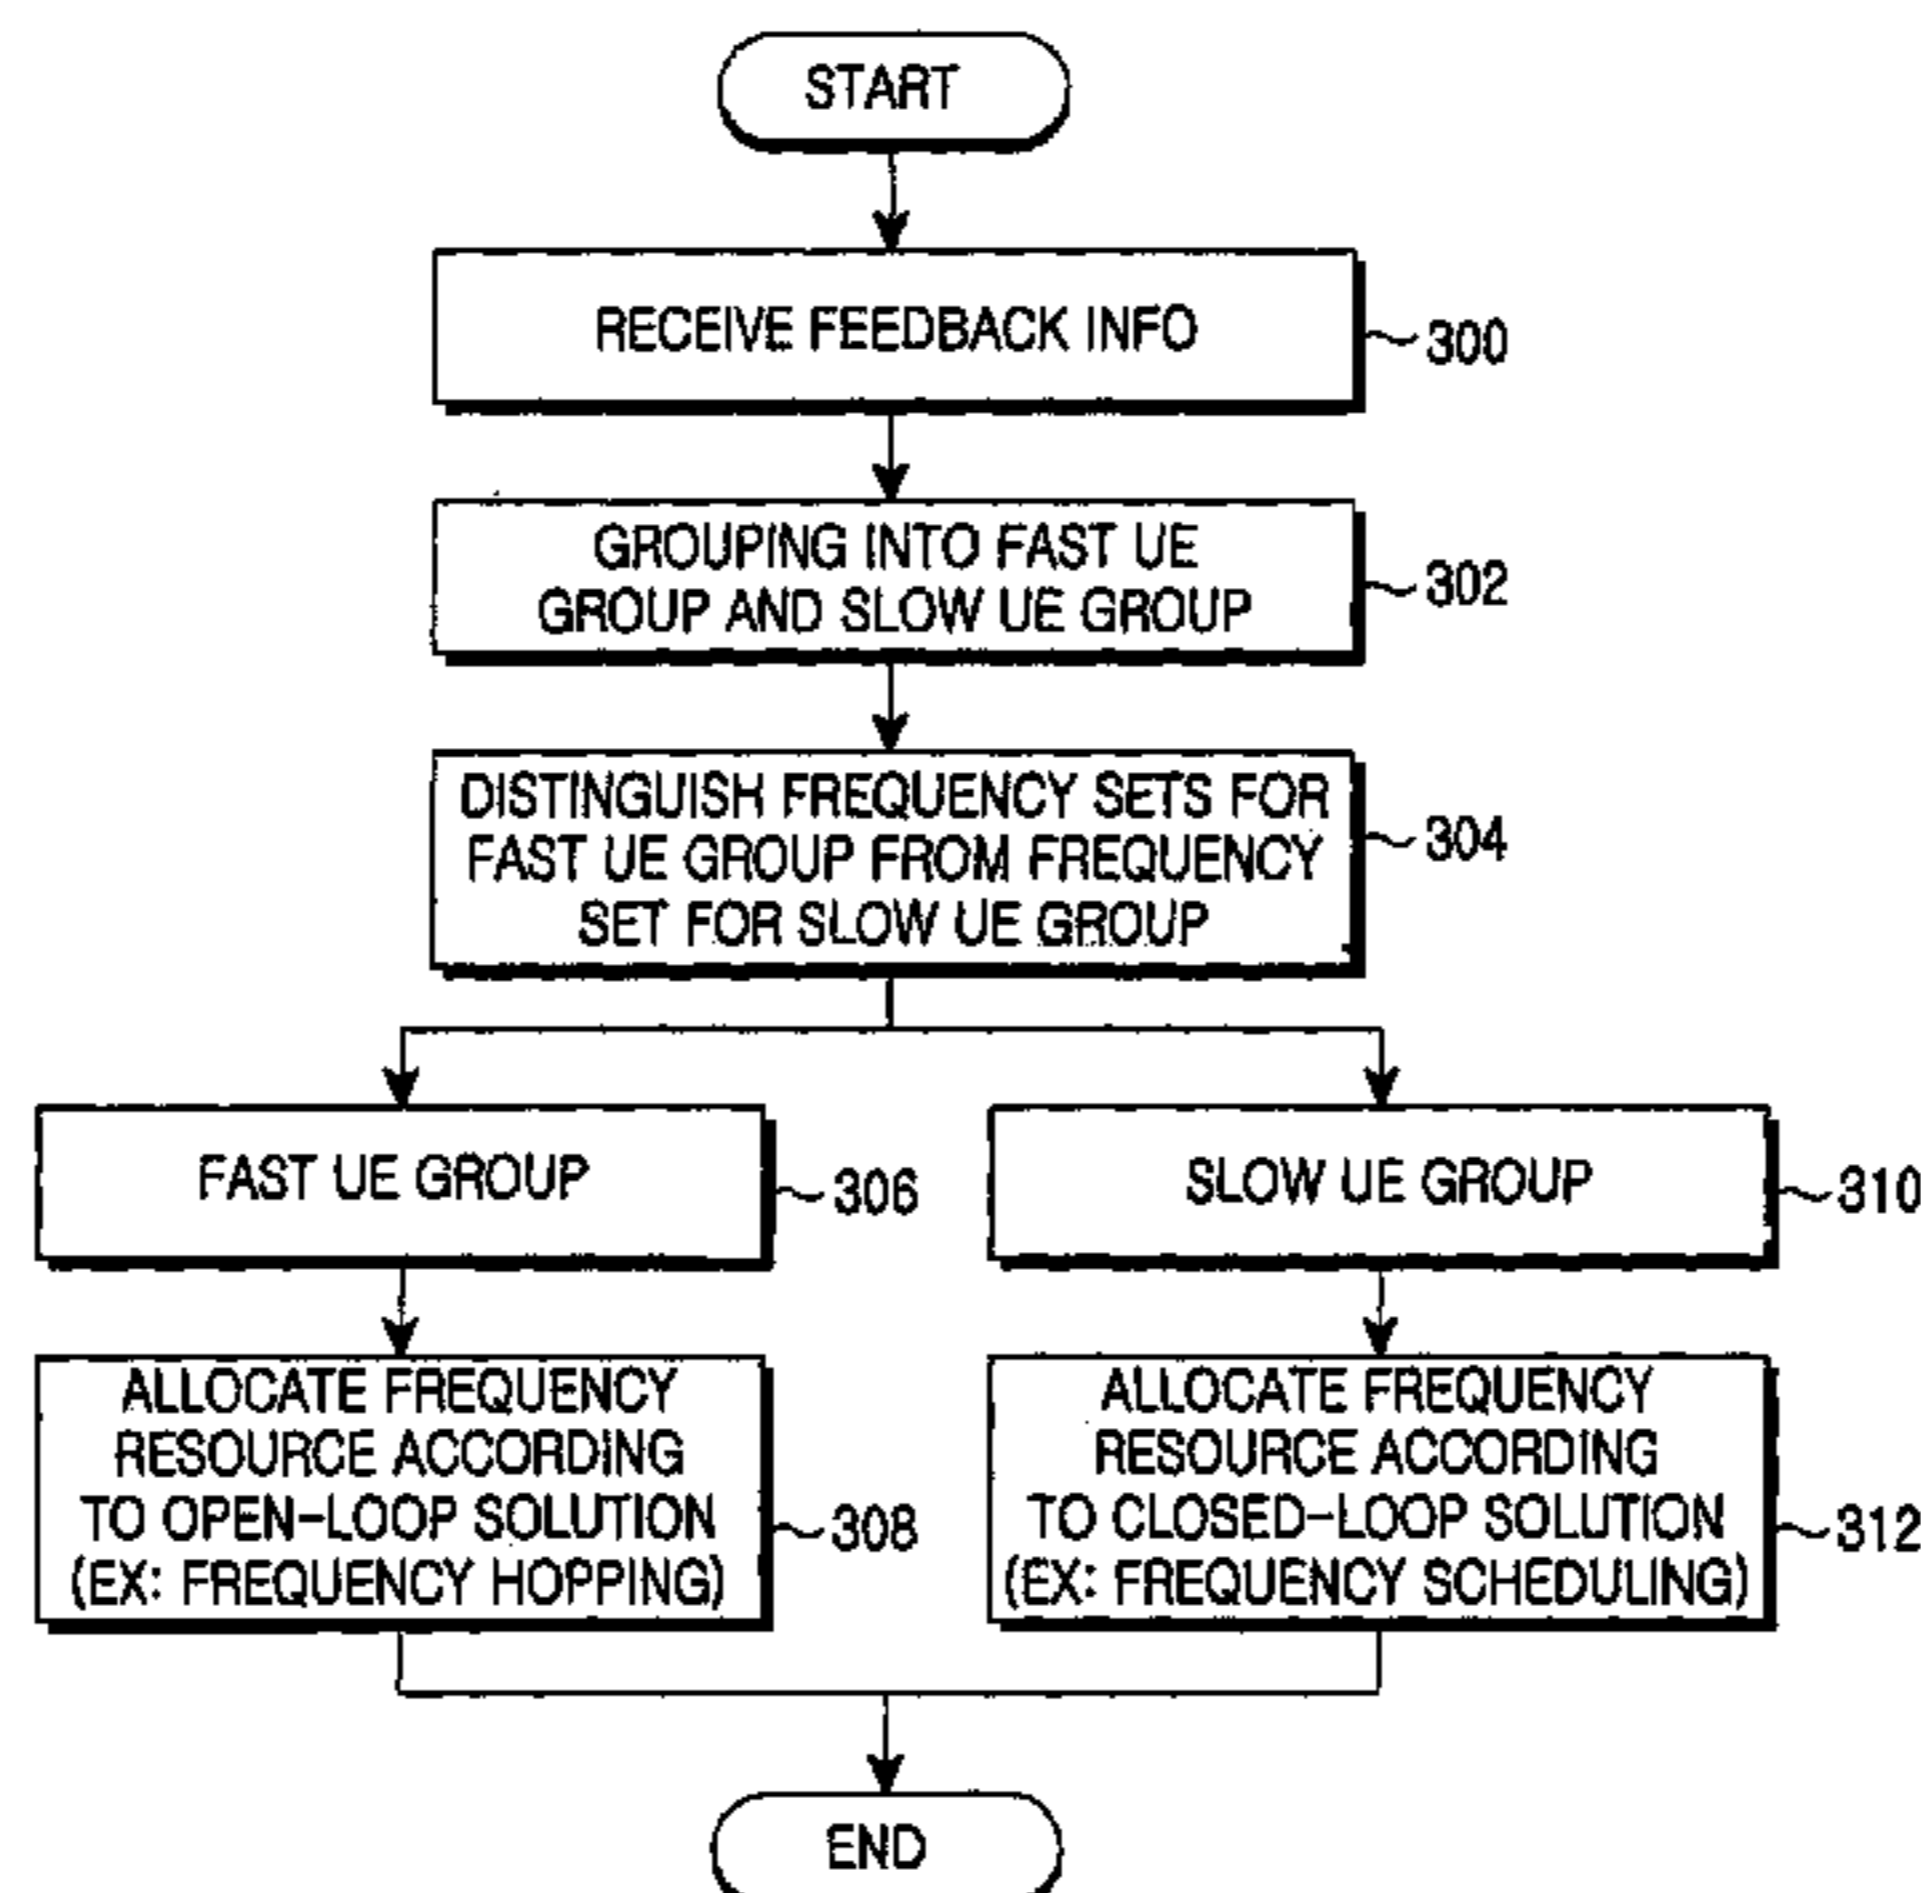 START
RECEIVE FEEDBACK INFO
300
GROUPING INTO FAST UE
GROUP AND SLOW UE GROUP
302
DISTINGUISH FREQUENCY SETS FOR
FAST UE GROUP FROM FREQUENCY
SET FOR SLOW UE GROUP
304
FAST UE GROUP
306
SLOW UE GROUP
310
ALLOCATE FREQUENCY
RESOURCE ACCORDING
TO OPEN-LOOP SOLUTION
(EX: FREQUENCY HOPPING)
308
ALLOCATE FREQUENCY
RESOURCE ACCORDING
TO CLOSED-LOOP SOLUTION
(EX: FREQUENCY SCHEDULING)
312
END